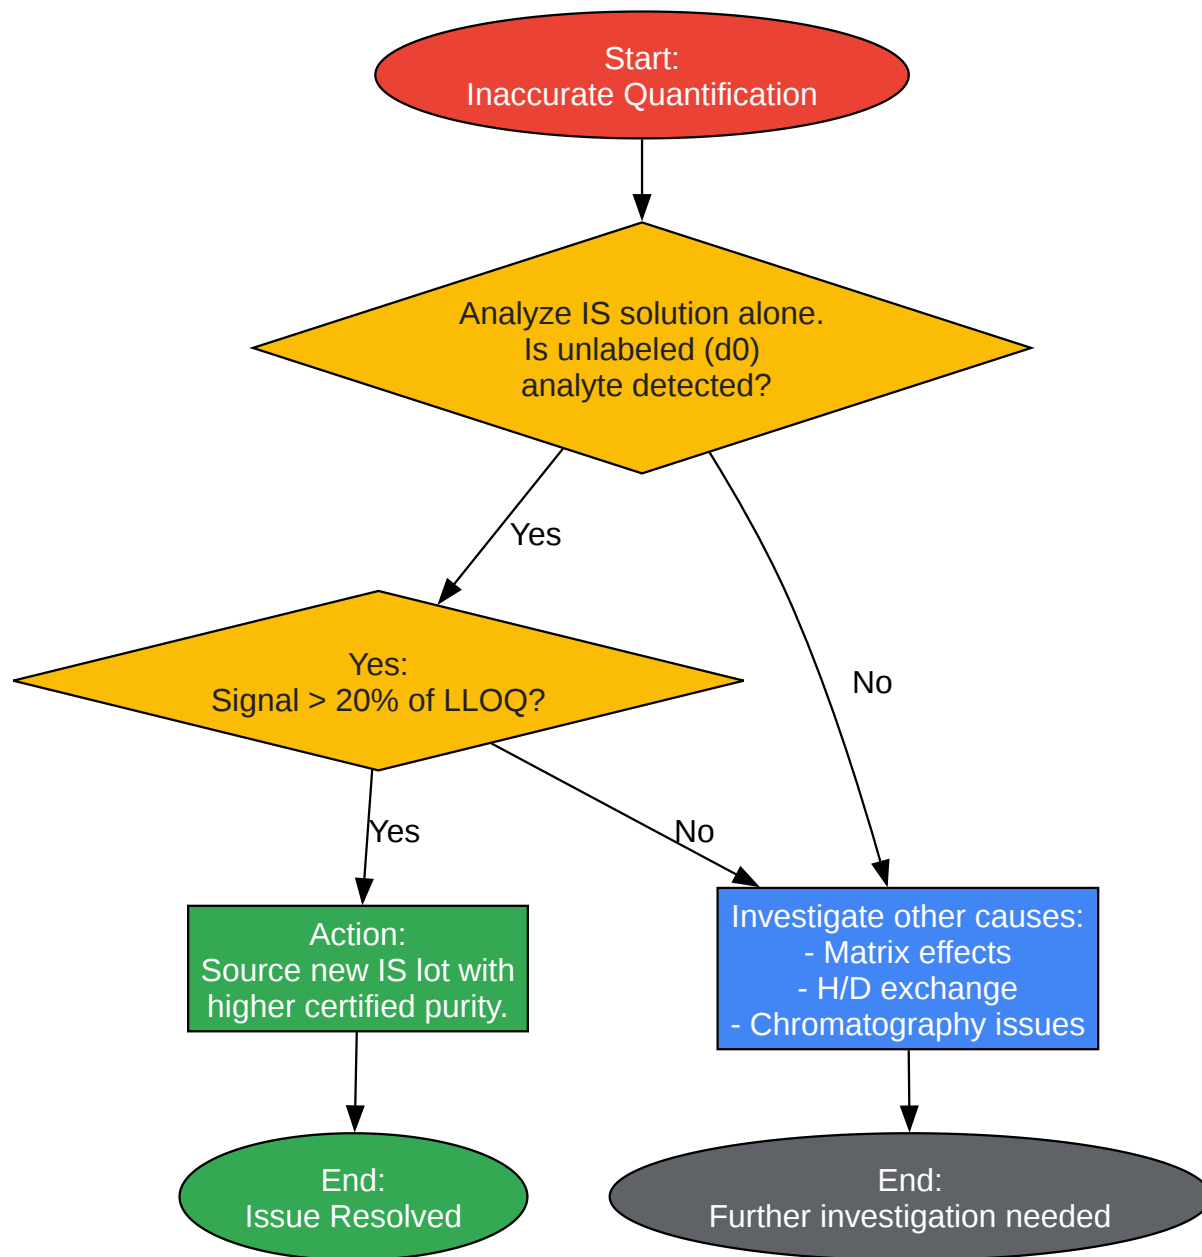 Start:
Inaccurate Quantification
Analyze IS solution alone.
Is unlabeled (d0)
analyte detected?
Yes
No
Yes:
Signal > 20% of LLOQ?
Yes
No
Action:
Source new IS lot with
higher certified purity.
Investigate other causes:
- Matrix effects
- H/D exchange
- Chromatography issues
End:
Issue Resolved
End:
Further investigation needed